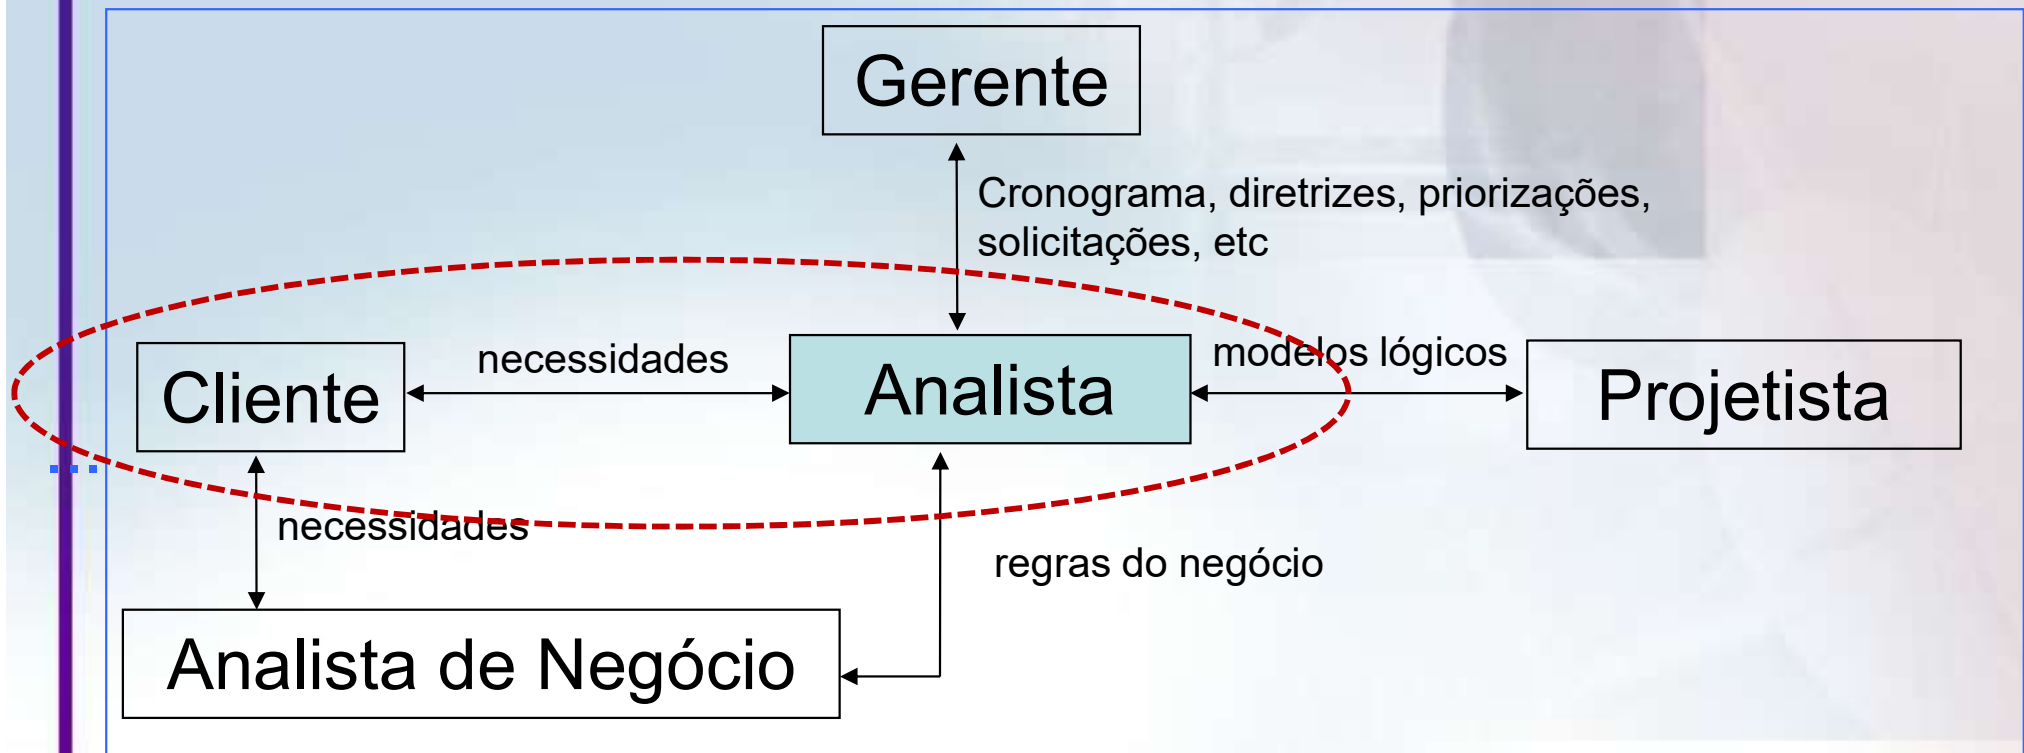 Gerente
Cronograma, diretrizes, priorizações,
solicitações, etc
Cliente
necessidades
Analista
modelos lógicos
Projetista
necessidades
regras do negócio
Analista de Negócio